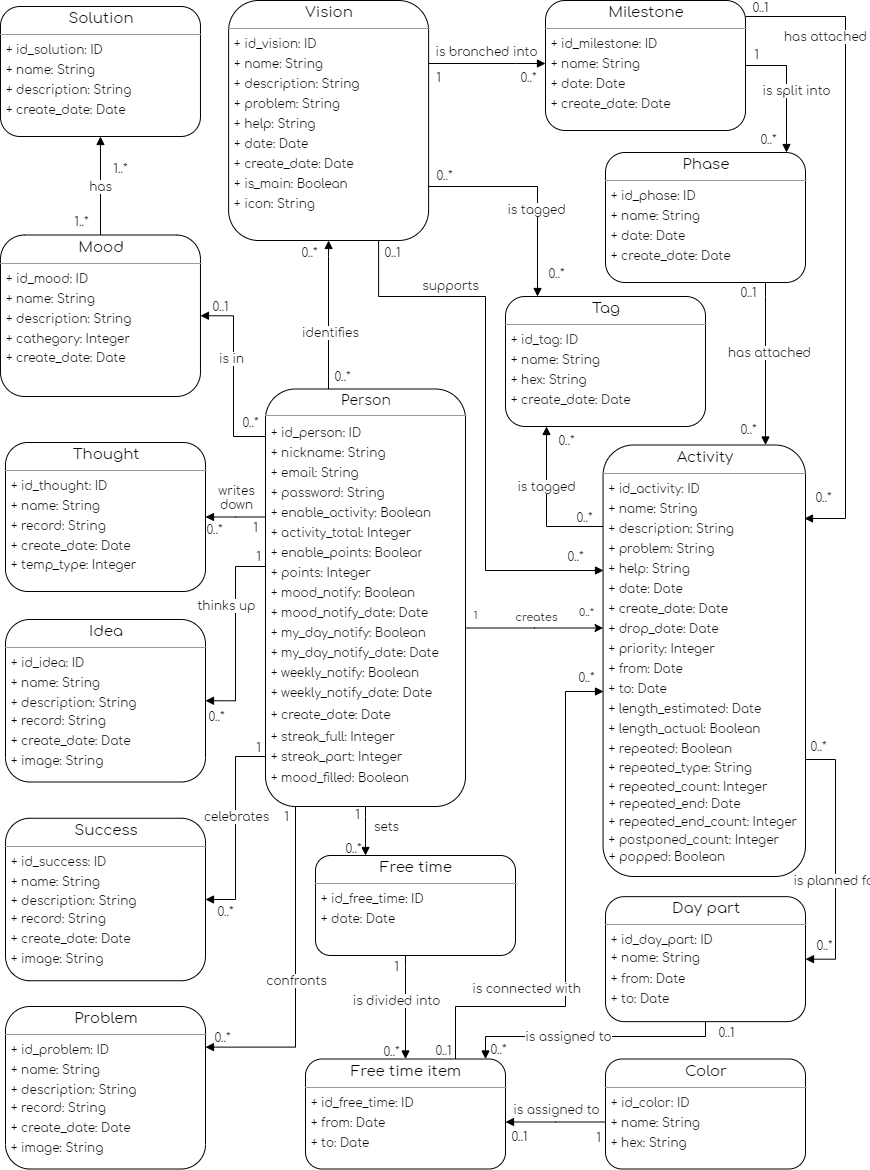 Solution
+ id_solution: ID
+ name: String
+ description: String
+ create_date: Date
Vision
+ id_vision: ID
+ name: String
+ description: String
+ problem: String
+ help: String
+ date: Date
+ create_date: Date
+ is_main: Boolean
+ icon: String
Milestone
+ id_milestone: ID
+ name: String
+ date: Date
+ create_date: Date
is branched into
1
0..*
0..1
has attached
0..*
1
is split into
0..*
Phase
+ id_phase: ID
+ name: String
+ date: Date
+ create_date: Date
1..*
has
1..*
0..*
is tagged
0..*
Mood
+ id_mood: ID
+ name: String
+ description: String
+ cathegory: Integer
+ create_date: Date
0..1
is in
0..*
0..*
identifies
0..*
0..1
supports
0..*
Tag
+ id_tag: ID
+ name: String
+ hex: String
+ create_date: Date
0..1
has attached
0..*
0..*
is tagged
0..*
Person
+ id_person: ID
+ nickname: String
+ email: String
+ password: String
+ enable_activity: Boolean
+ activity_total: Integer
+ enable_points: Boolear
+ points: Integer
+ mood_notify: Boolean
+ mood_notify_date: Date
+ my_day_notify: Boolean
+ my_day_notify_date: Date
+ weekly_notify: Boolean
+ weekly_notify_date: Date
+ create_date: Date
+ streak_full: Integer
+ streak_part: Integer
+ mood_filled: Boolean
Thought
+ id_thought: ID
+ name: String
+ record: String
+ create_date: Date
+ temp_type: Integer
writes
down
0..*
1
1
thinks up
0..*
Activity
+ id_activity: ID
+ name: String
+ description: String
+ problem: String
+ help: String
+ date: Date
+ create_date: Date
+ drop_date: Date
+ priority: Integer
+ from: Date
+ to: Date
+ length_estimated: Date
+ length_actual: Boolean
+ repeated: Boolean
+ repeated_type: String
+ repeated_count: Integer
+ repeated_end: Date
+ repeated_end_count: Integer
+ postponed_count: Integer
+ popped: Boolean
1
creates
0..*
0..*
is connected with
0..1
Idea
+ id_idea: ID
+ name: String
+ description: String
+ record: String
+ create_date: Date
+ image: String
1
celebrates
0..*
Success
+ id_success: ID
+ name: String
+ description: String
+ record: String
+ create_date: Date
+ image: String
1
confronts
0..*
1
sets
0..*
Free time
+ id_free_time: ID
+ date: Date
0..*
is planned fo
0..*
Day part
+ id_day_part: ID
+ name: String
+ from: Date
+ to: Date
1
is divided into
0..*
0..1
is assigned to
0..*
Problem
+ id_problem: ID
+ name: String
+ description: String
+ record: String
+ create_date: Date
+ image: String
Free time item
+ id_free_time: ID
+ from: Date
+ to: Date
is assigned to
0..1
1
Color
+ id_color: ID
+ name: String
+ hex: String